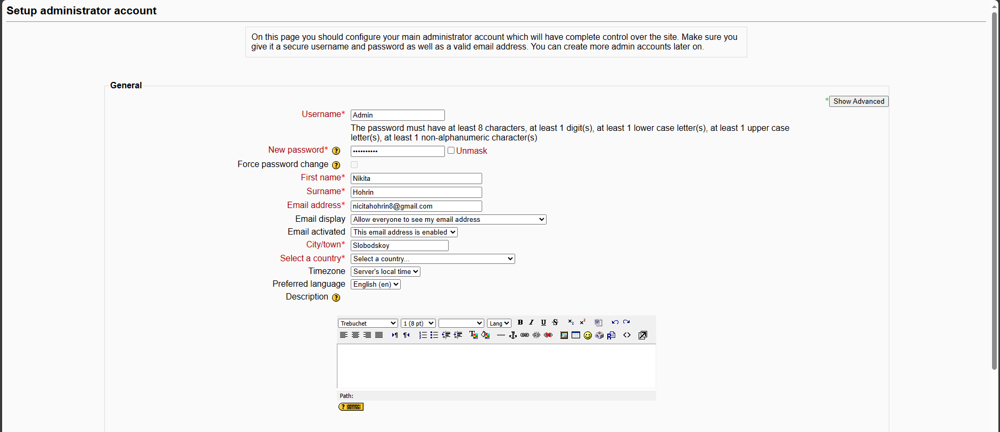 Setup administrator account
On this page you should configure your main administrator account which will have complete control over the site. Make sure you
give it a secure username and password as well as a valid email address. You can create more admin accounts later on.
General
* Show Advanced
Username* Admin
The password must have at least 8 characters, at least 1 digit(s), at least 1 lower case letter(s), at least 1 upper case
letter(s), at least 1 non-alphanumeric character(s)
New password* ? •••••••••• Unmask
Force password change ?
First name* Nikita
Surname* Hohrin
Email address* nicitahohrin8@gmail.com
Email display Allow everyone to see my email address
Email activated This email address is enabled
City/town* Slobodskoy
Select a country* Select a country...
Timezone Server's local time
Preferred language English (en)
Description ?
Trebuchet 1 (8 pt) Lang B I U S x₂ x²
Path:
?